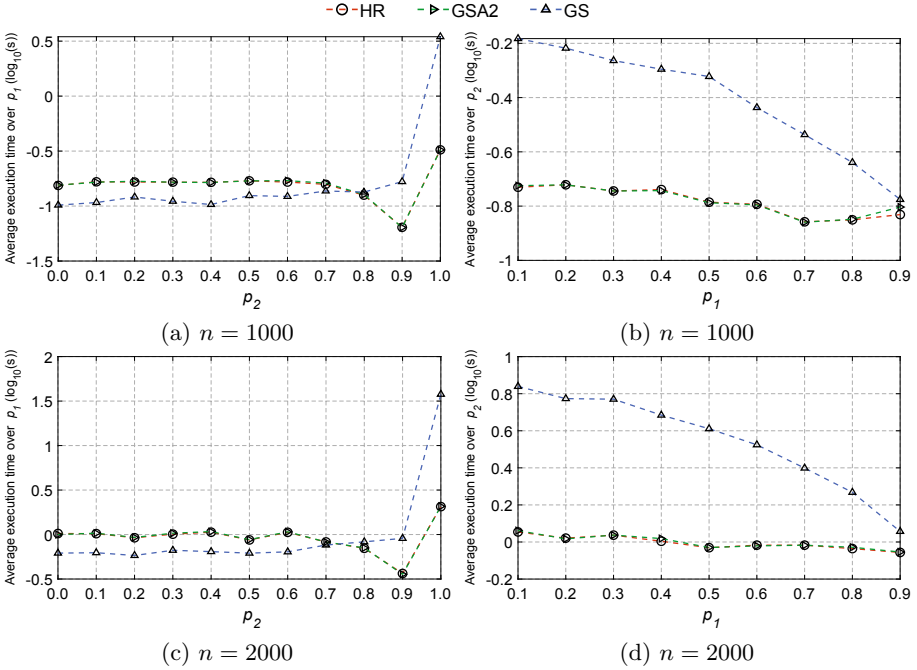 HR GSA2 GS
Average execution time over p1 (log10(s))
0.5
0
-0.5
-1
-1.5
0.0 0.1 0.2 0.3 0.4 0.5 0.6 0.7 0.8 0.9 1.0
p2
(a) n = 1000
Average execution time over p2 (log10(s))
-0.2
-0.4
-0.6
-0.8
-1
0.1 0.2 0.3 0.4 0.5 0.6 0.7 0.8 0.9
p1
(b) n = 1000
Average execution time over p1 (log10(s))
2
1.5
1
0.5
0
-0.5
0.0 0.1 0.2 0.3 0.4 0.5 0.6 0.7 0.8 0.9 1.0
p2
(c) n = 2000
Average execution time over p2 (log10(s))
1
0.8
0.6
0.4
0.2
0
-0.2
0.1 0.2 0.3 0.4 0.5 0.6 0.7 0.8 0.9
p1
(d) n = 2000